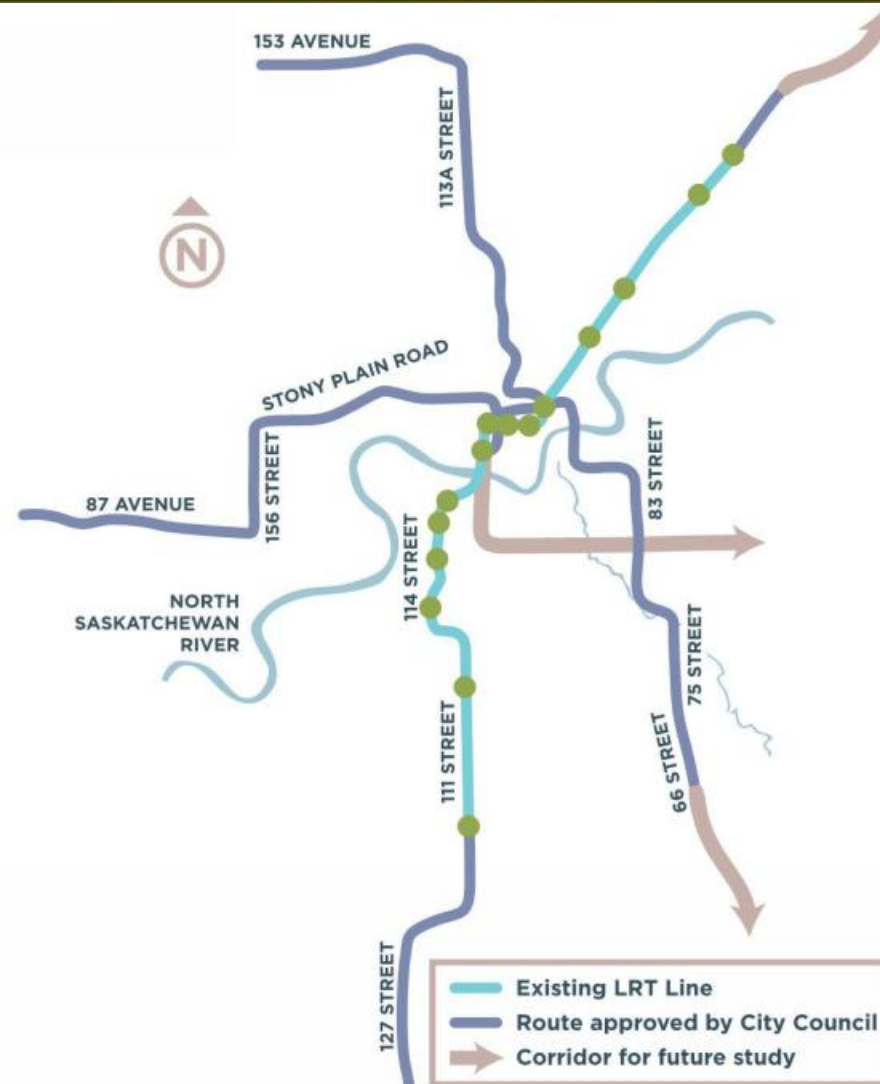 153 AVENUE
113A STREET
N
STONY PLAIN ROAD
83 STREET
156 STREET
87 AVENUE
114 STREET
NORTH
SASKATCHEWAN
RIVER
75 STREET
111 STREET
66 STREET
127 STREET
Existing LRT Line
Route approved by City Council
Corridor for future study